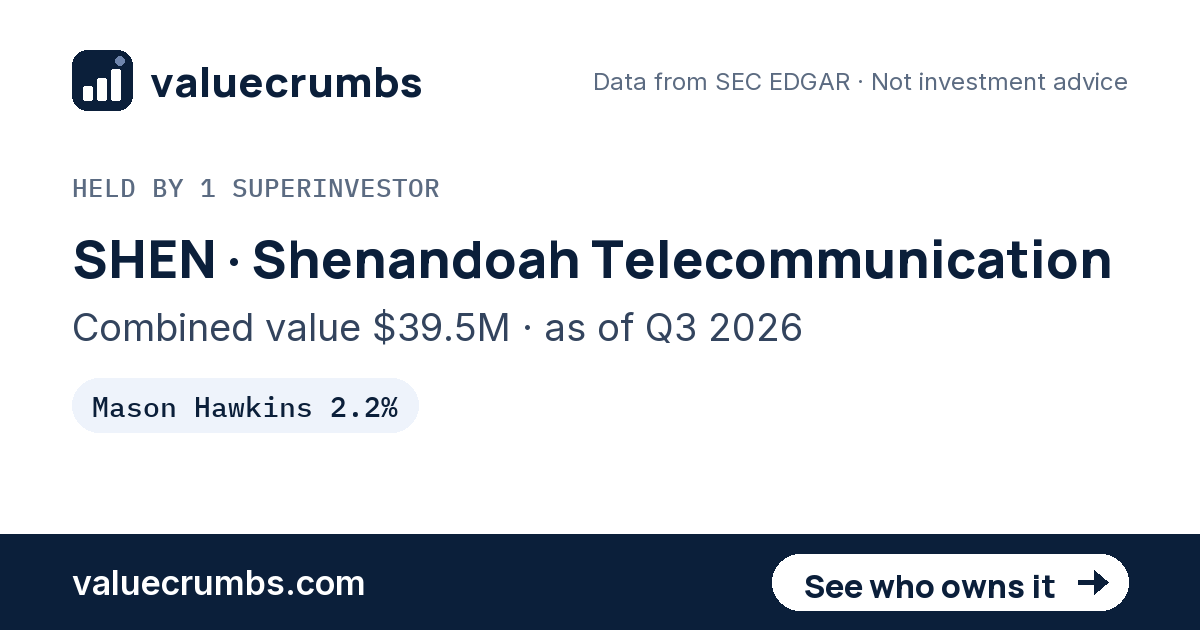 valuecrumbs
Data from SEC EDGAR · Not investment advice
HELD BY 1 SUPERINVESTOR
SHEN · Shenandoah Telecommunication
Combined value $39.5M · as of Q3 2026
Mason Hawkins 2.2%
valuecrumbs.com
See who owns it →